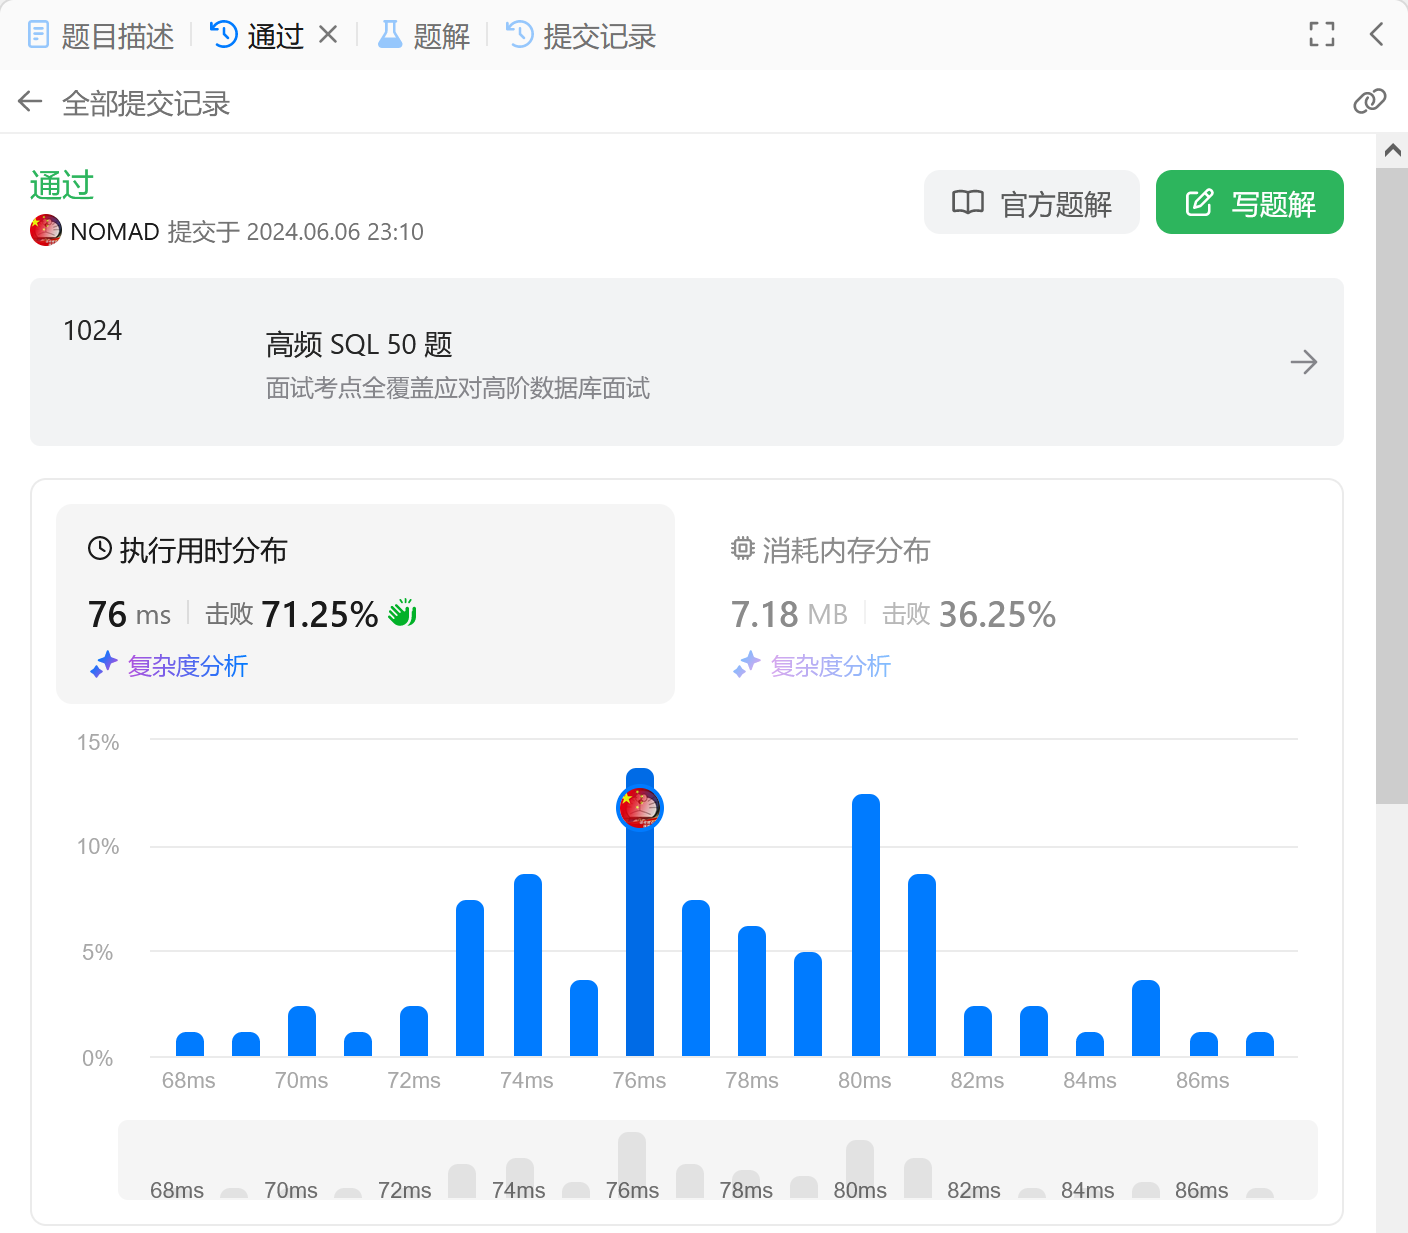 题目描述 通过 题解 提交记录
全部提交记录
通过
NOMAD 提交于 2024.06.06 23:10
官方题解
写题解
1024
高频 SQL 50 题
面试考点全覆盖应对高阶数据库面试
执行用时分布
76 ms 击败 71.25%
复杂度分析
消耗内存分布
7.18 MB 击败 36.25%
复杂度分析
15%
10%
5%
0%
68ms 70ms 72ms 74ms 76ms 78ms 80ms 82ms 84ms 86ms
68ms 70ms 72ms 74ms 76ms 78ms 80ms 82ms 84ms 86ms